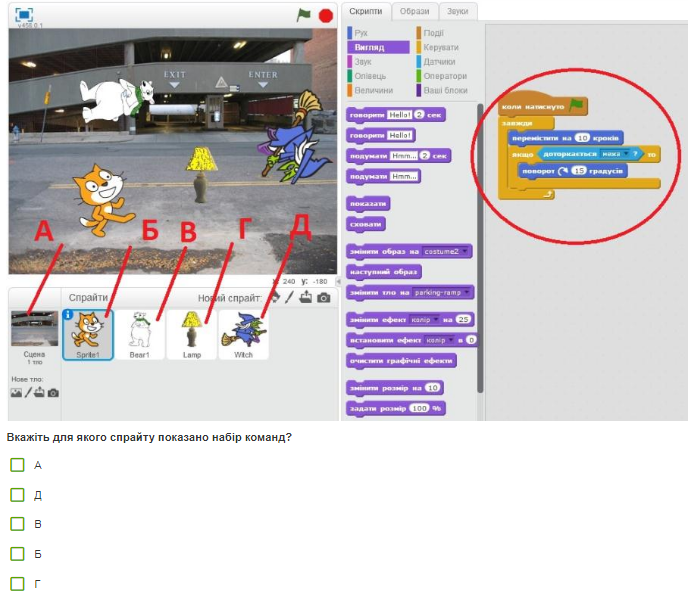 v458.0.1
EXIT
ENTER
А Б В Г Д
x: 240 y: -180
Спрайти
Новий спрайт:
Сцена
1 тло
Sprite1
Bear1
Lamp
Witch
Нове тло:
Скрипти
Образи
Звуки
Рух
Вигляд
Звук
Олівець
Величини
Події
Керувати
Датчики
Оператори
Ваші блоки
говорити Hello! 2 сек
говорити Hello!
подумати Hmm... 2 сек
подумати Hmm...
показати
сховати
змінити образ на costume2
наступний образ
змінити тло на parking-ramp
змінити ефект колір на 25
встановити ефект колір в 0
очистити графічні ефекти
змінити розмір на 10
задати розмір 100 %
коли натиснуто
завжди
перемістити на 10 кроків
якщо доторкається межа ? то
поворот 15 градусів
Вкажіть для якого спрайту показано набір команд?
А
Д
В
Б
Г